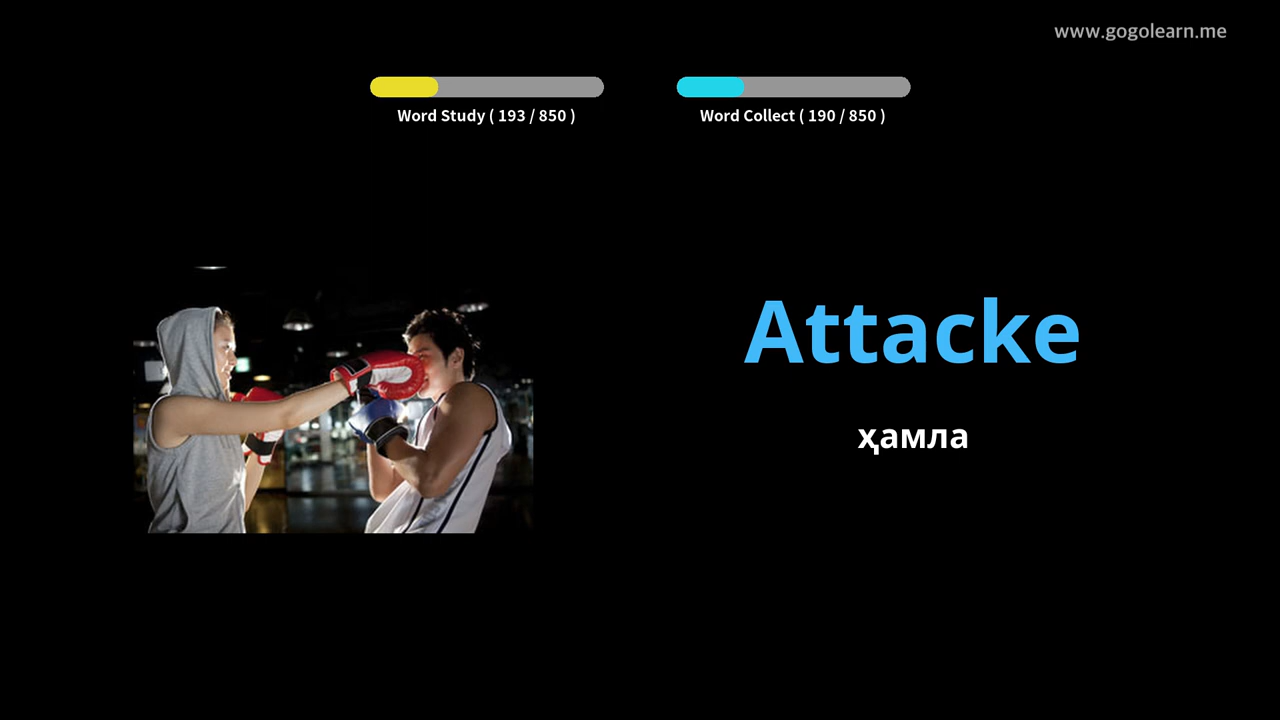 www.gogolearn.me
Word Study ( 193 / 850 )
Word Collect ( 190 / 850 )
Attacke
ҳамла